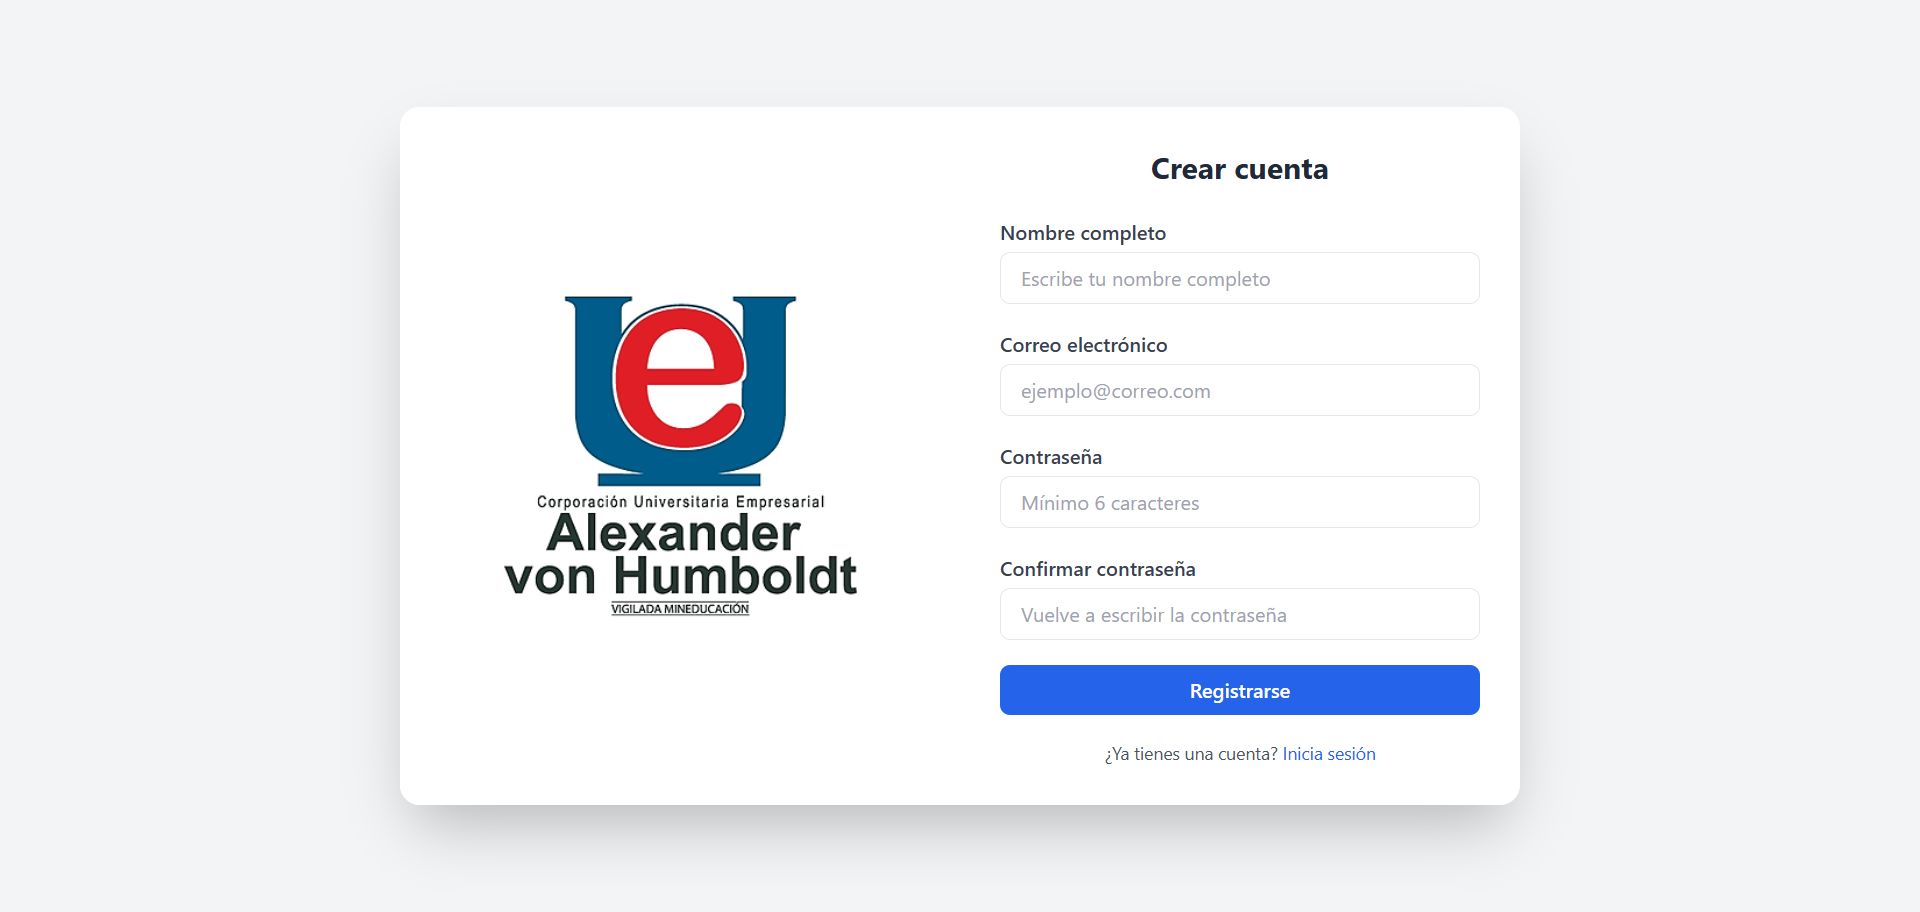 Ue
Corporación Universitaria Empresarial
Alexander
von Humboldt
VIGILADA MINEDUCACIÓN
Crear cuenta
Nombre completo
Escribe tu nombre completo
Correo electrónico
ejemplo@correo.com
Contraseña
Mínimo 6 caracteres
Confirmar contraseña
Vuelve a escribir la contraseña
Registrarse
¿Ya tienes una cuenta? Inicia sesión